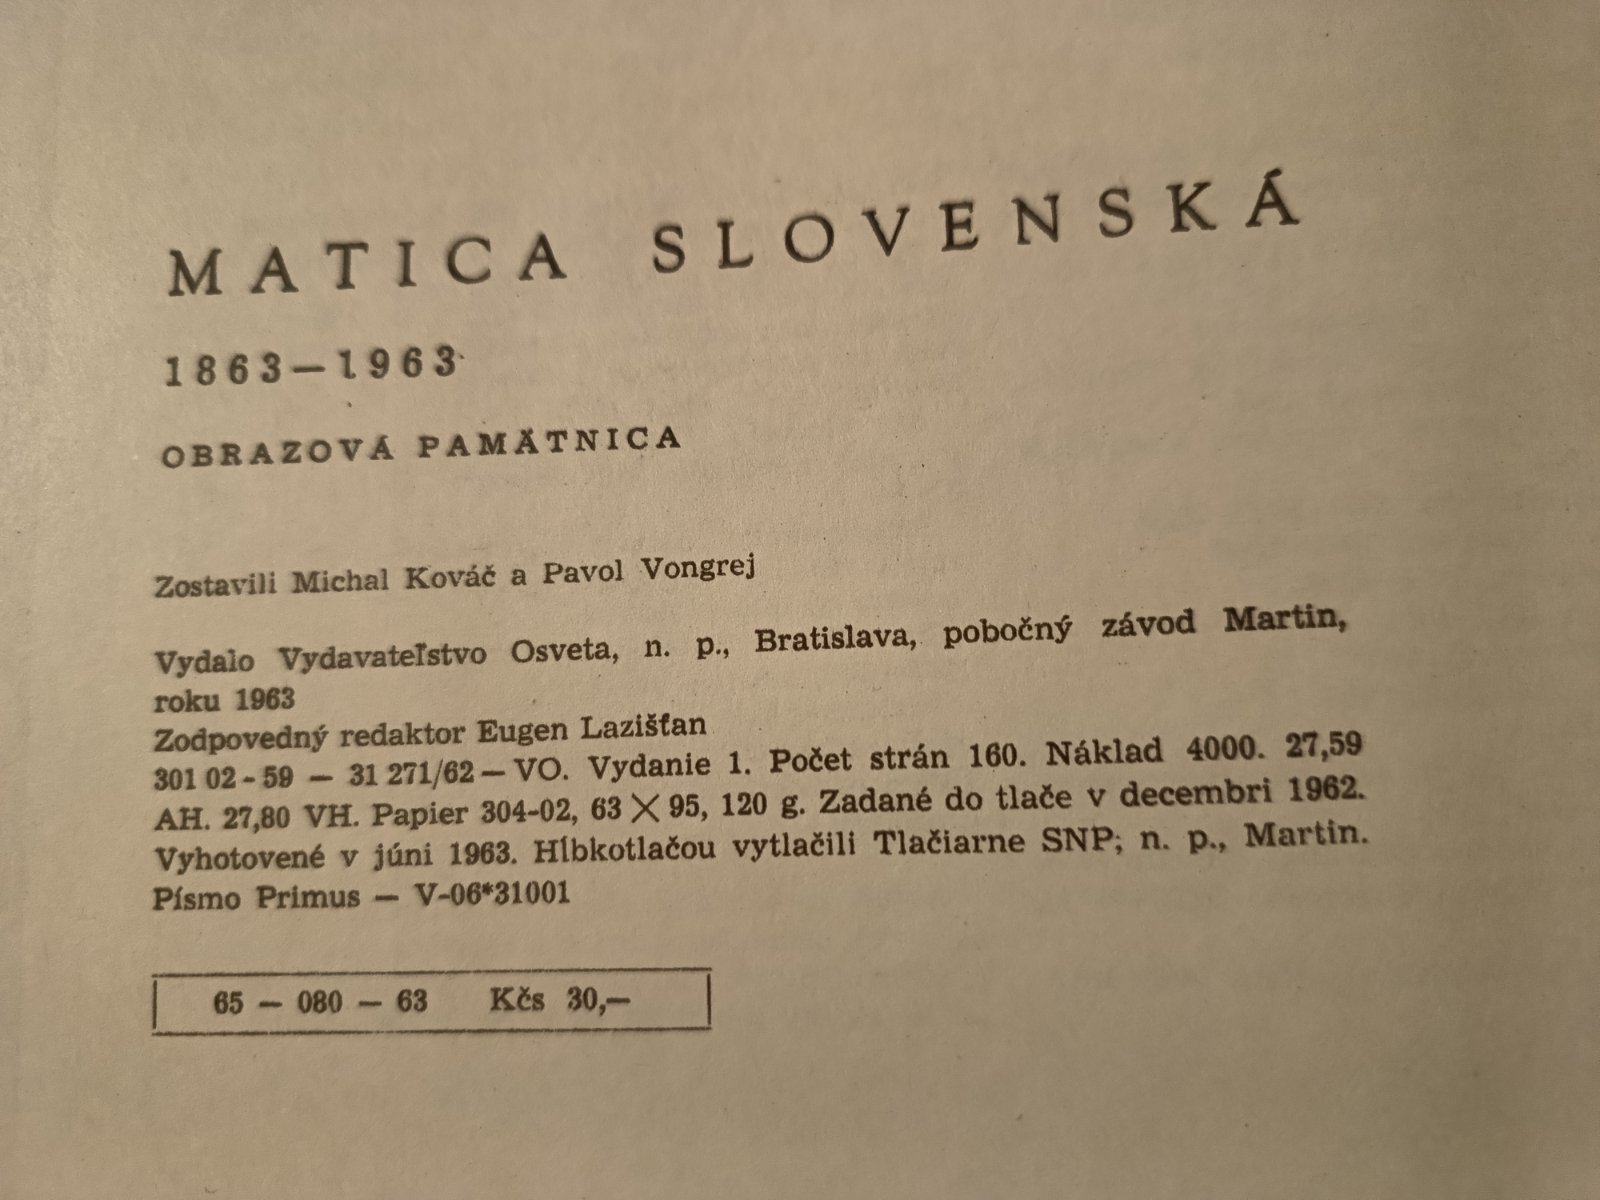 MATICA SLOVENSKÁ
1863—1963
OBRAZOVÁ PAMÄTNICA
Zostavili Michal Kováč a Pavol Vongrej
Vydalo Vydavateľstvo Osveta, n. p., Bratislava, pobočný závod Martin,
roku 1963
Zodpovedný redaktor Eugen Lazišťan
301 02 - 59 — 31 271/62 — VO. Vydanie 1. Počet strán 160. Náklad 4000. 27,59
AH. 27,80 VH. Papier 304-02, 63 × 95, 120 g. Zadané do tlače v decembri 1962.
Vyhotovené v júni 1963. Hĺbkotlačou vytlačili Tlačiarne SNP; n. p., Martin.
Písmo Primus — V-06*31001
65 — 080 — 63 Kčs 30,—